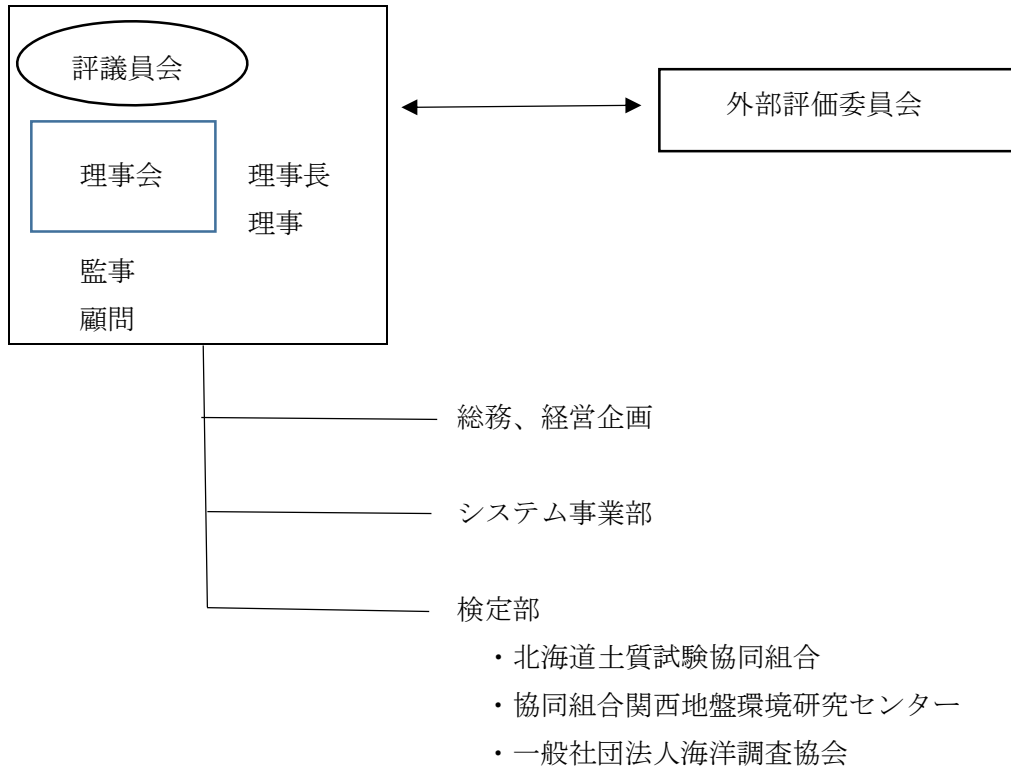 評議員会
外部評価委員会
理事会
理事長
理事
監事
顧問
総務、経営企画
システム事業部
検定部
・北海道土質試験協同組合
・協同組合関西地盤環境研究センター
・一般社団法人海洋調査協会